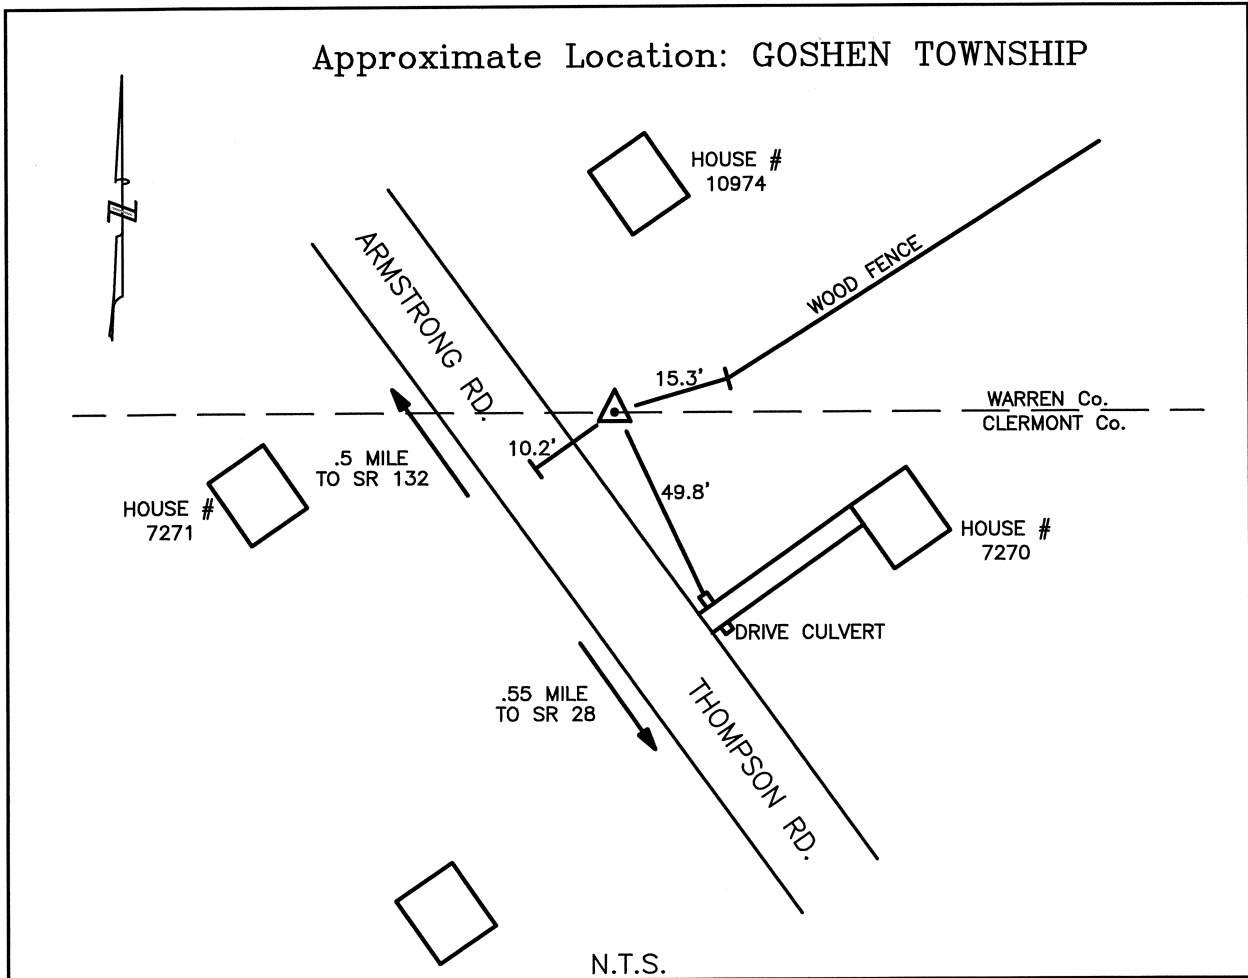 Approximate Location: GOSHEN TOWNSHIP
HOUSE #
10974
N
ARMSTRONG RD.
WOOD FENCE
15.3'
WARREN Co.
CLERMONT Co.
10.2'
.5 MILE
TO SR 132
49.8'
HOUSE #
7271
HOUSE #
7270
DRIVE CULVERT
.55 MILE
TO SR 28
THOMPSON RD.
N.T.S.